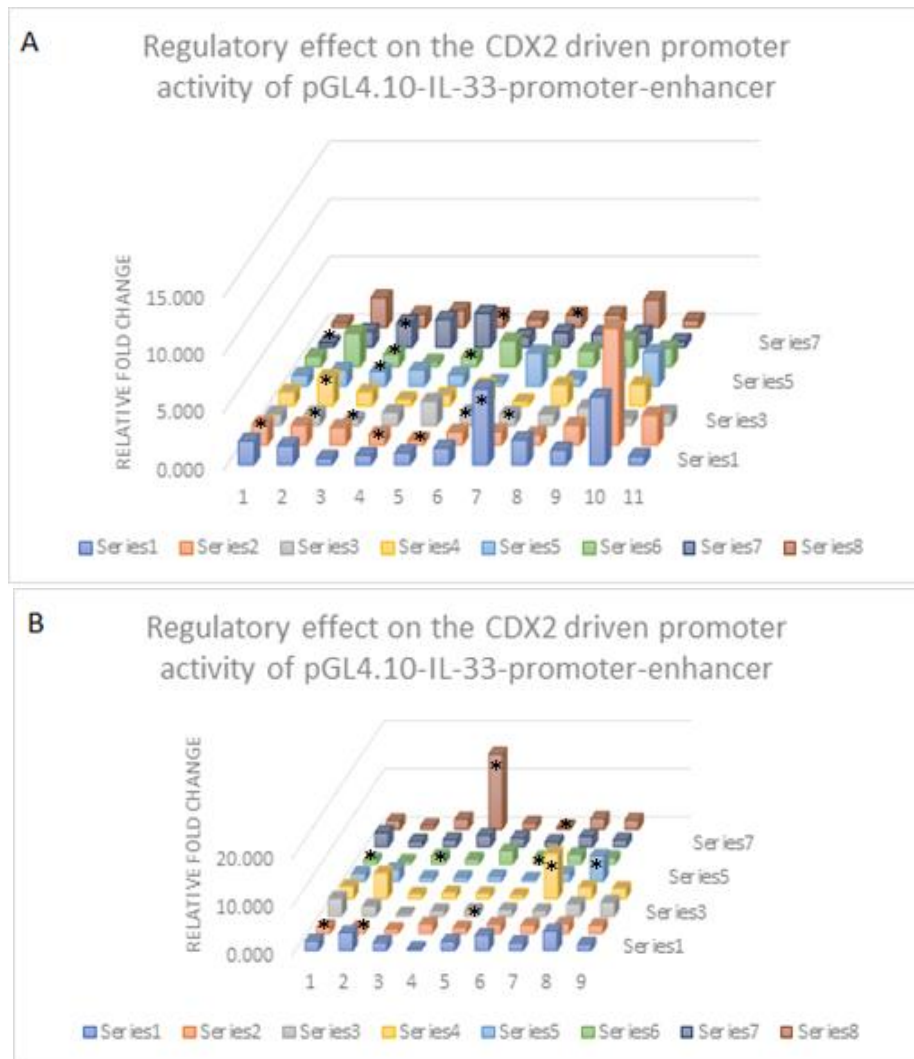 A
Regulatory effect on the CDX2 driven promoter
activity of pGL4.10-IL-33-promoter-enhancer
RELATIVE FOLD CHANGE
15.000
10.000
5.000
0.000
* * * * * * * * * * * * * * * *
Series7
Series5
Series3
Series1
1 2 3 4 5 6 7 8 9 10 11
Series1 Series2 Series3 Series4 Series5 Series6 Series7 Series8
B
Regulatory effect on the CDX2 driven promoter
activity of pGL4.10-IL-33-promoter-enhancer
RELATIVE FOLD CHANGE
20.000
10.000
0.000
* * * * * * * * * *
Series7
Series5
Series3
Series1
1 2 3 4 5 6 7 8 9
Series1 Series2 Series3 Series4 Series5 Series6 Series7 Series8